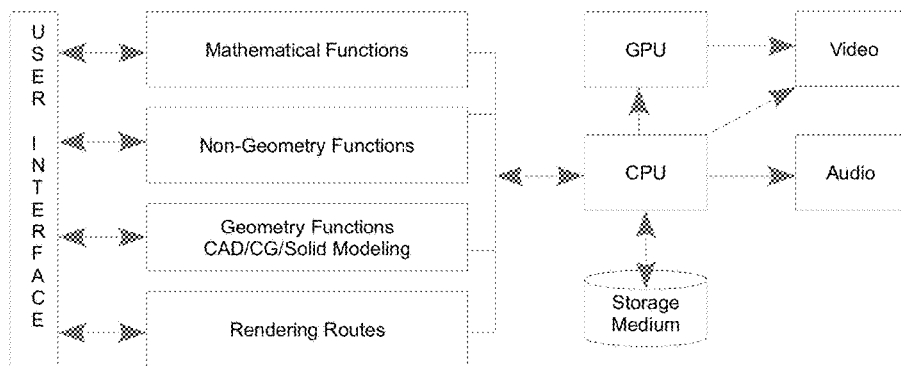 USER INTERFACE
Mathematical Functions
Non-Geometry Functions
Geometry Functions
CAD/CG/Solid Modeling
Rendering Routes
GPU
Video
CPU
Audio
Storage
Medium